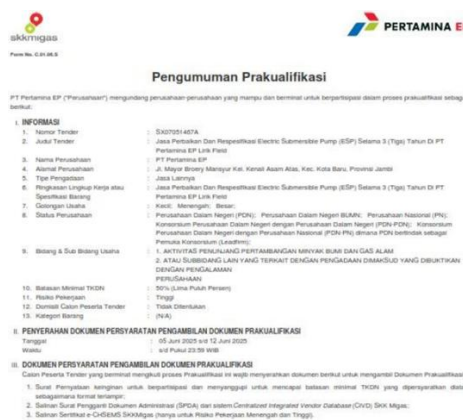 skkmigas
PERTAMINA E
Form No. C.01.08.S
Pengumuman Prakualifikasi
PT Pertamina EP ("Perusahaan") mengundang perusahaan-perusahaan yang mampu dan berminat untuk berpartisipasi dalam proses prakualifikasi sebaga
berikut:
I. INFORMASI
1. Nomor Tender : SX07051467A
2. Judul Tender : Jasa Perbaikan Dan Respesifikasi Electric Submersible Pump (ESP) Selama 3 (Tiga) Tahun Di PT
Pertamina EP Lirik Field
3. Nama Perusahaan : PT Pertamina EP
4. Alamat Perusahaan : Jl. Mayor Broery Mansyur Kel. Kenali Asam Atas, Kec. Kota Baru, Provinsi Jambi
5. Tipe Pengadaan : Jasa Lainnya
6. Ringkasan Lingkup Kerja atau : Jasa Perbaikan Dan Respesifikasi Electric Submersible Pump (ESP) Selama 3 (Tiga) Tahun Di PT
Spesifikasi Barang Pertamina EP Lirik Field
7. Golongan Usaha : Kecil; Menengah; Besar;
8. Status Perusahaan : Perusahaan Dalam Negeri (PDN); Perusahaan Dalam Negeri BUMN; Perusahaan Nasional (PN);
Konsorsium Perusahaan Dalam Negeri dengan Perusahaan Dalam Negeri (PDN-PDN); Konsorsium
Perusahaan Dalam Negeri dengan Perusahaan Nasional (PDN-PN) dimana PDN bertindak sebagai
Pemuka Konsorsium (Leadfirm);
9. Bidang & Sub Bidang Usaha : 1. AKTIVITAS PENUNJANG PERTAMBANGAN MINYAK BUMI DAN GAS ALAM
2. ATAU SUBBIDANG LAIN YANG TERKAIT DENGAN PENGADAAN DIMAKSUD YANG DIBUKTIKAN
DENGAN PENGALAMAN
PERUSAHAAN
10. Batasan Minimal TKDN : 50% (Lima Puluh Persen)
11. Risiko Pekerjaan : Tinggi
12. Domisili Calon Peserta Tender : Tidak Ditentukan
13. Kategori Barang : (N/A)
II. PENYERAHAN DOKUMEN PERSYARATAN PENGAMBILAN DOKUMEN PRAKUALIFIKASI
Tanggal : 05 Juni 2025 s/d 12 Juni 2025
Waktu : s/d Pukul 23:59 WIB
III. DOKUMEN PERSYARATAN PENGAMBILAN DOKUMEN PRAKUALIFIKASI
Calon Peserta Tender yang berminat mengikuti proses Prakualifikasi ini wajib menyerahkan dokumen berikut untuk mengambil Dokumen Prakualifikasi
1. Surat Pernyataan keinginan untuk berpartisipasi dan menyanggupi untuk mencapai batasan minimal TKDN yang dipersyaratkan diatas
sebagaimana format terlampir;
2. Salinan Surat Pengganti Dokumen Administrasi (SPDA) dari sistem Centralized Integrated Vendor Database (CIVD) SKK Migas;
3. Salinan Sertifikat e-CHSEMS SKKMigas (hanya untuk Risiko Pekerjaan Menengah dan Tinggi).